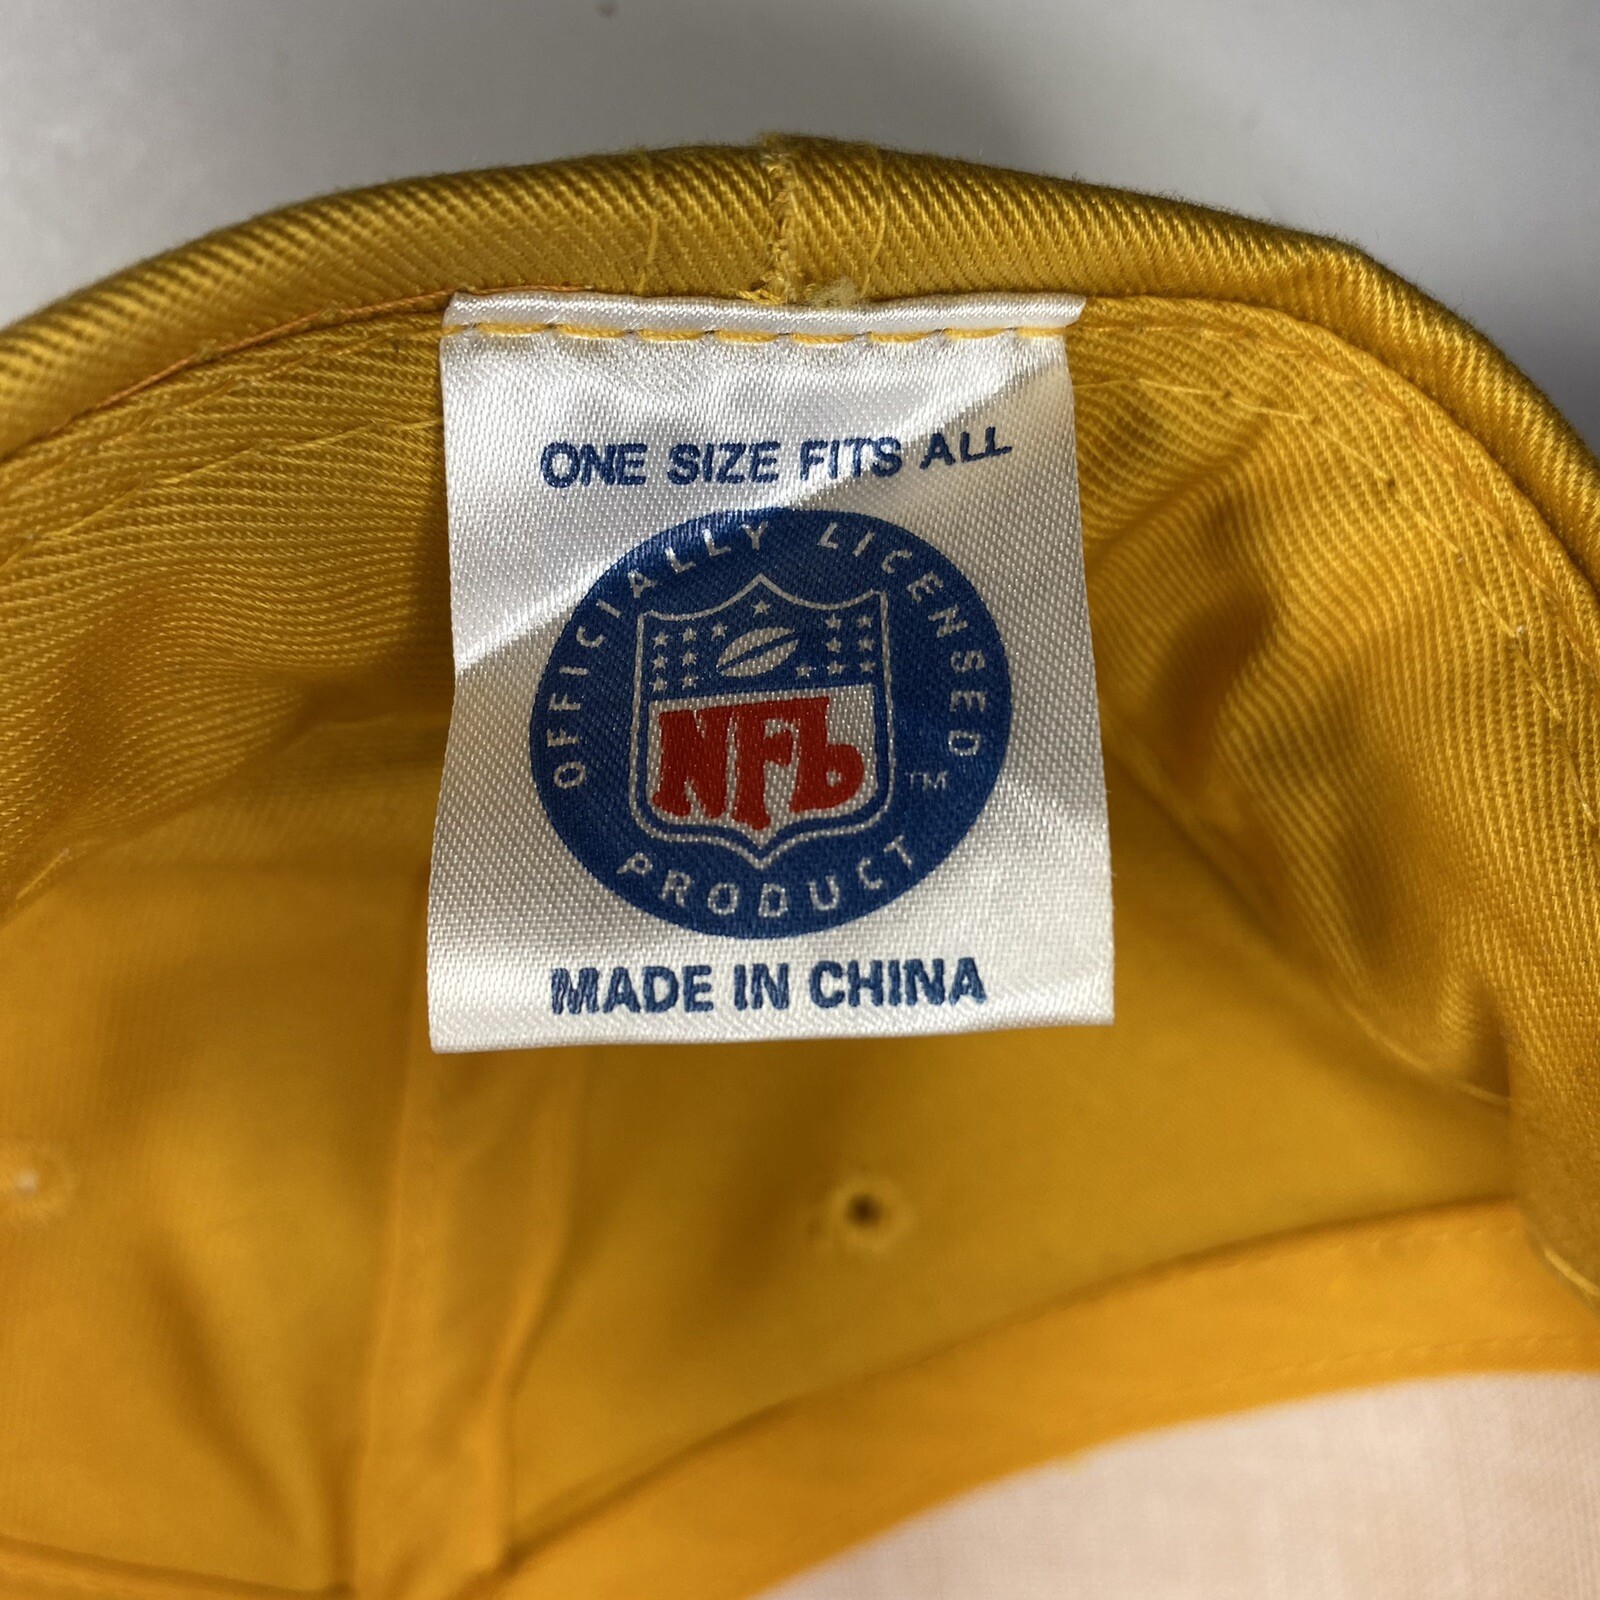 ONE SIZE FITS ALL
OFFICIALLY LICENSED
NFL
TM
PRODUCT
MADE IN CHINA